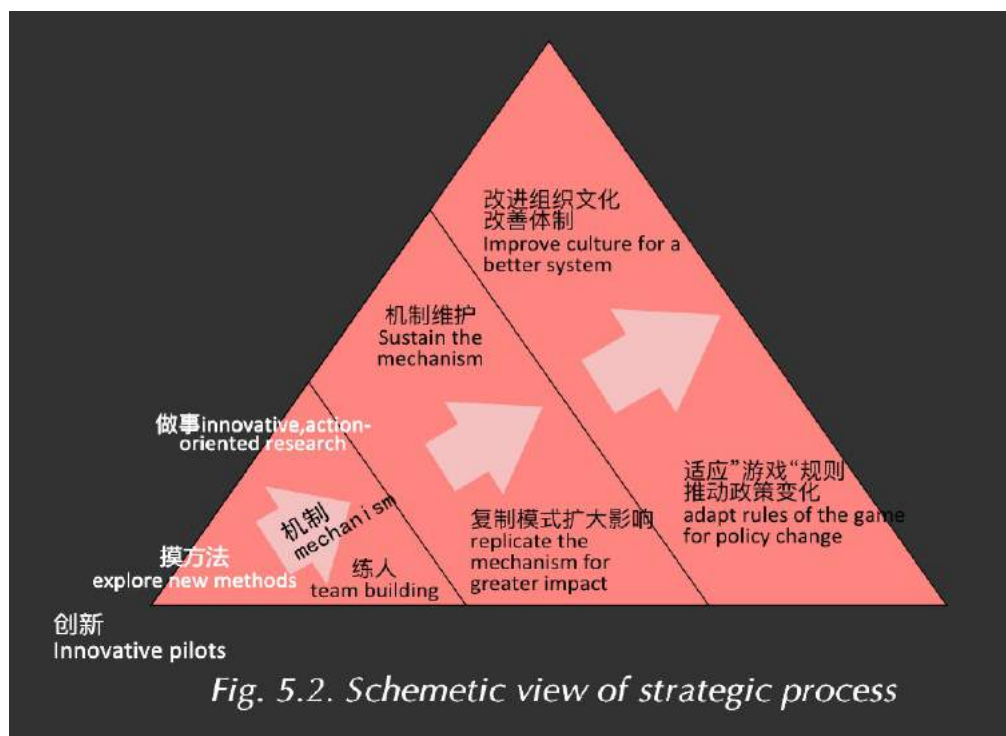 改进组织文化
改善体制
Improve culture for a
better system
机制维护
Sustain the
mechanism
做事innovative,action-
oriented research
机制
mechanism
摸方法
explore new methods
练人
team building
复制模式扩大影响
replicate the
mechanism for
greater impact
适应”游戏“规则
推动政策变化
adapt rules of the game
for policy change
创新
Innovative pilots
Fig. 5.2. Schemetic view of strategic process